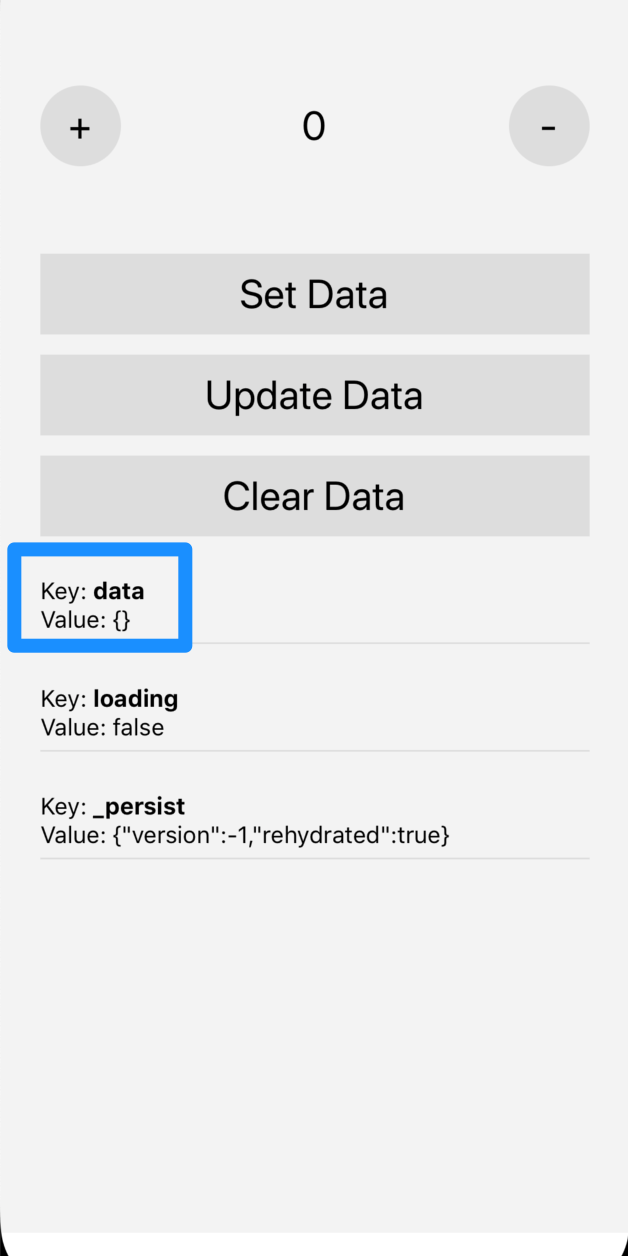 + 0 -
Set Data
Update Data
Clear Data
Key: data
Value: {}
Key: loading
Value: false
Key: _persist
Value: {"version":-1,"rehydrated":true}